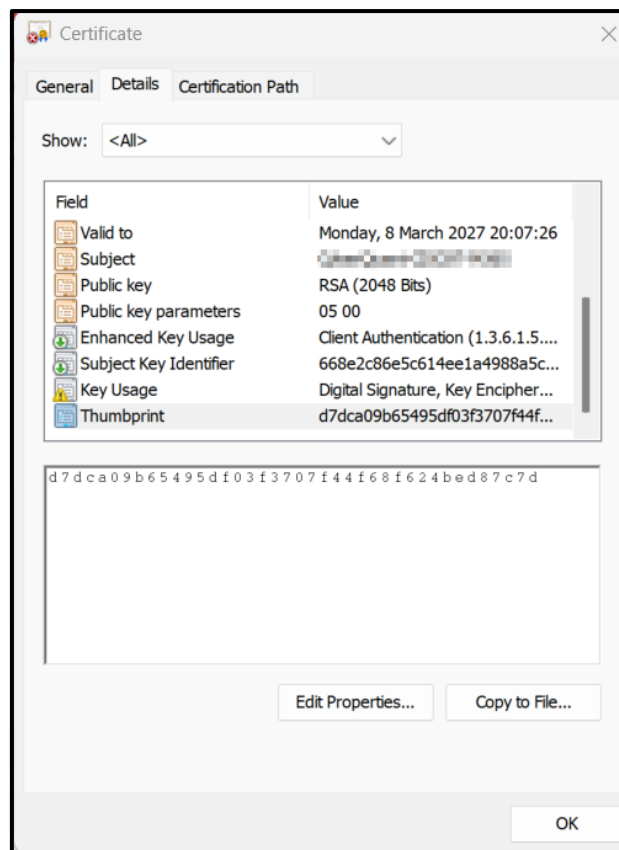 Certificate
General Details Certification Path
Show: <All>
Field Value
Valid to Monday, 8 March 2027 20:07:26
Subject
Public key RSA (2048 Bits)
Public key parameters 05 00
Enhanced Key Usage Client Authentication (1.3.6.1.5....
Subject Key Identifier 668e2c86e5c614ee1a4988a5c...
Key Usage Digital Signature, Key Encipher...
Thumbprint d7dca09b65495df03f3707f44f...
d7dca09b65495df03f3707f44f68f624bed87c7d
Edit Properties... Copy to File...
OK